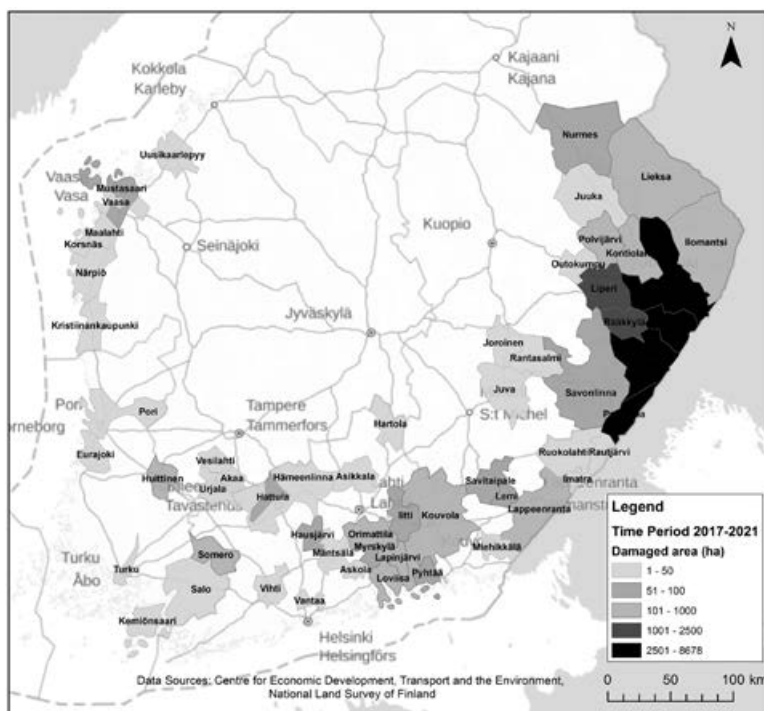 N
Kajaani
Kajana
Kokkola
Karleby
Nurmes
Uusikaarlepyy
Lieksa
Vaas
Vasa
Mustasaari
Vaasa
Juuka
Kuopio
Maalahti
Polvijärvi
Ilomantsi
Korsnäs
Seinäjoki
Kontiolah
Outokumpu
Närpiö
Liperi
Jyväskylä
Rääkkylä
Kristiinankaupunki
Joroinen
Rantasalmi
Juva
Savonlinna
Pori
Pori
Tampere
Tammerfors
Hartola
S:t Michel
orneborg
Eurajoki
Vesilahti
Ruokolahti
Rautjärvi
Huittinen
Akaa
Hämeenlinna
Asikkala
Savitaipale
Imatra
Urjala
Hattula
Tavastehus
Lemi
Iitti
Kouvola
Lappeenranta
Hausjärvi
Orimattila
Somero
Myrskylä
Mäntsälä
Lapinjärvi
Miehikkälä
Turku
Åbo
Turku
Askola
Pyhtää
Salo
Vihti
Loviisa
Vantaa
Kemiönsaari
Helsinki
Helsingfors
Legend
Time Period 2017-2021
Damaged area (ha)
1 - 50
51 - 100
101 - 1000
1001 - 2500
2501 - 8678
0
50
100 km
Data Sources: Centre for Economic Development, Transport and the Environment,
National Land Survey of Finland